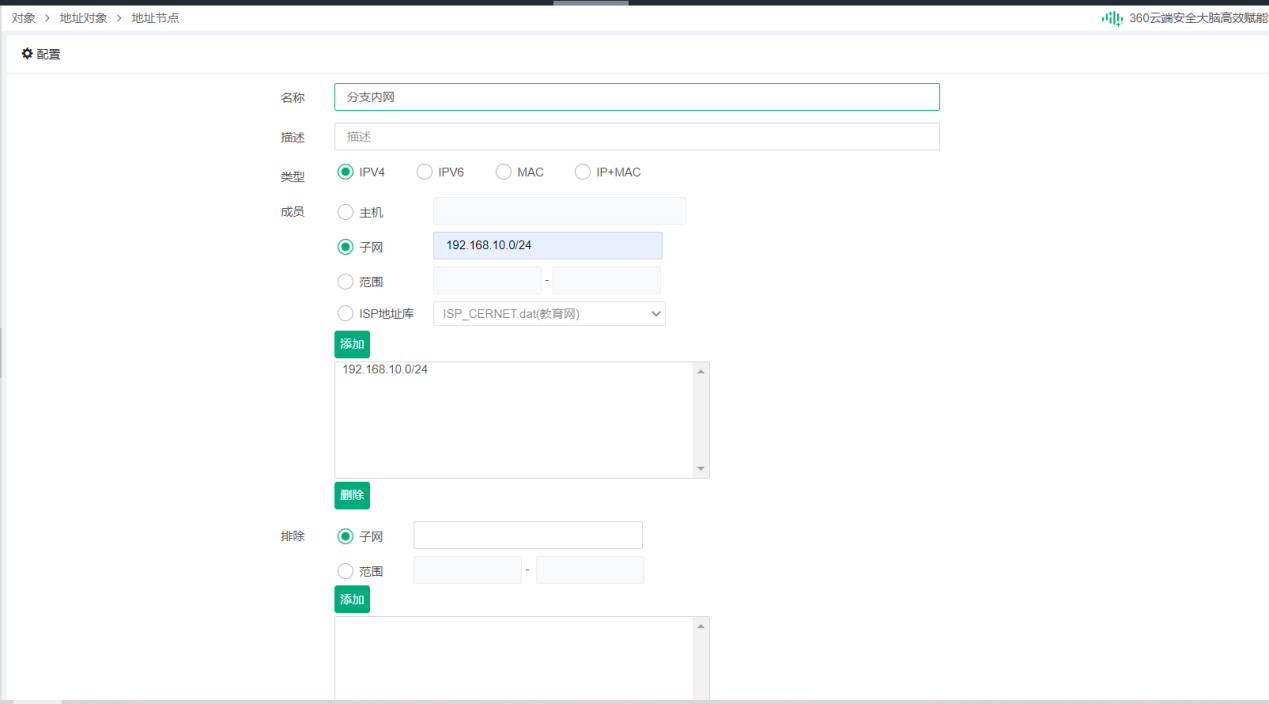 对象 > 地址对象 > 地址节点
360云端安全大脑高效赋能
配置
名称 分支内网
描述 描述
类型 IPV4 IPV6 MAC IP+MAC
成员 主机
子网 192.168.10.0/24
范围 -
ISP地址库 ISP_CERNET.dat(教育网)
添加
192.168.10.0/24
删除
排除 子网
范围 -
添加